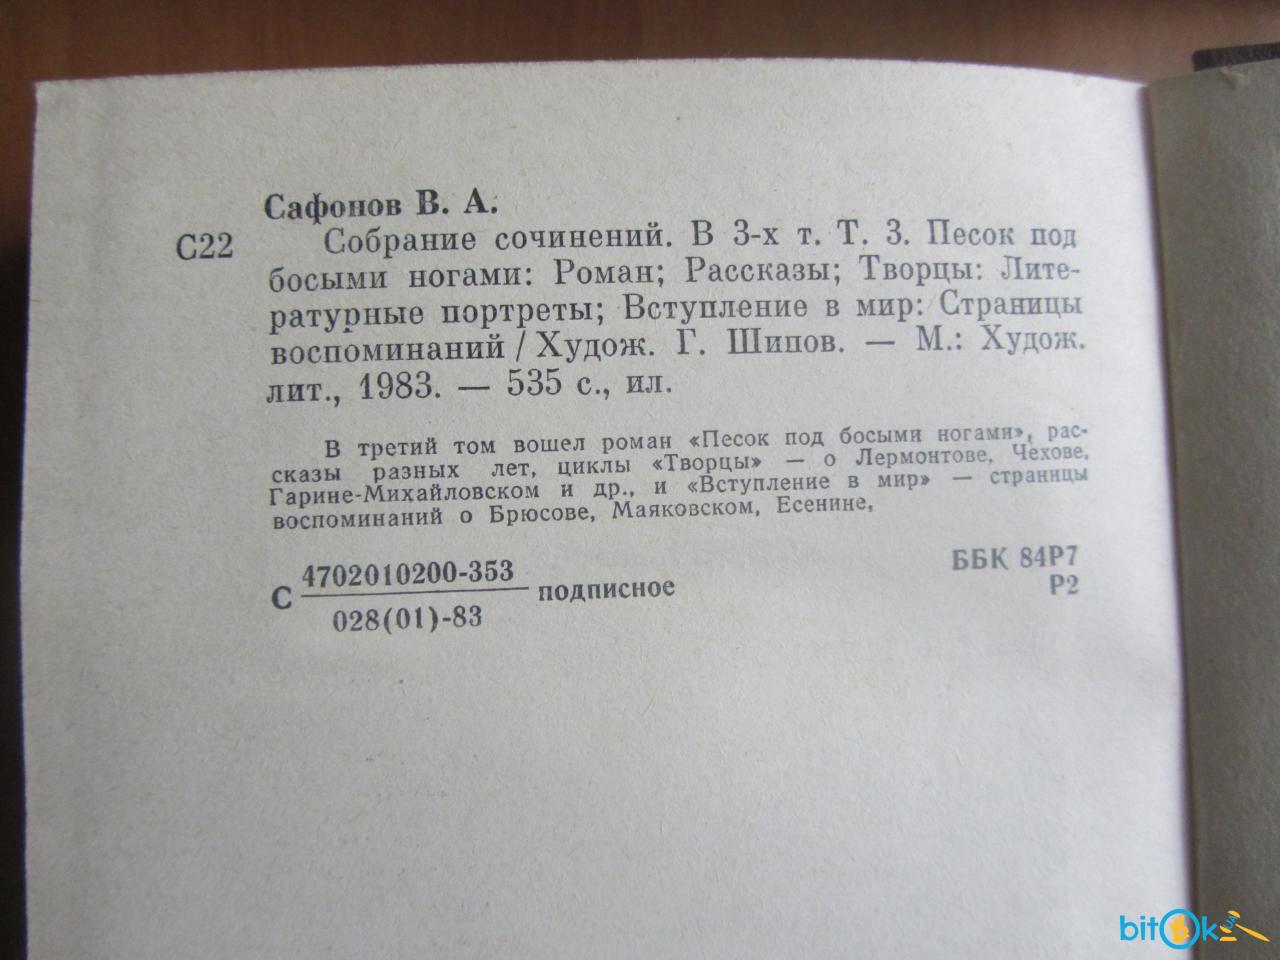 Сафонов В. А.
С22 Собрание сочинений. В 3-х т. Т. 3. Песок под
босыми ногами: Роман; Рассказы; Творцы: Лите-
ратурные портреты; Вступление в мир: Страницы
воспоминаний / Худож. Г. Шипов. — М.: Худож.
лит., 1983. — 535 с., ил.
В третий том вошел роман «Песок под босыми ногами», рас-
сказы разных лет, циклы «Творцы» — о Лермонтове, Чехове,
Гарине-Михайловском и др., и «Вступление в мир» — страницы
воспоминаний о Брюсове, Маяковском, Есенине,
С 4702010200-353 подписное
028(01)-83
ББК 84Р7
Р2
bitOk.ua